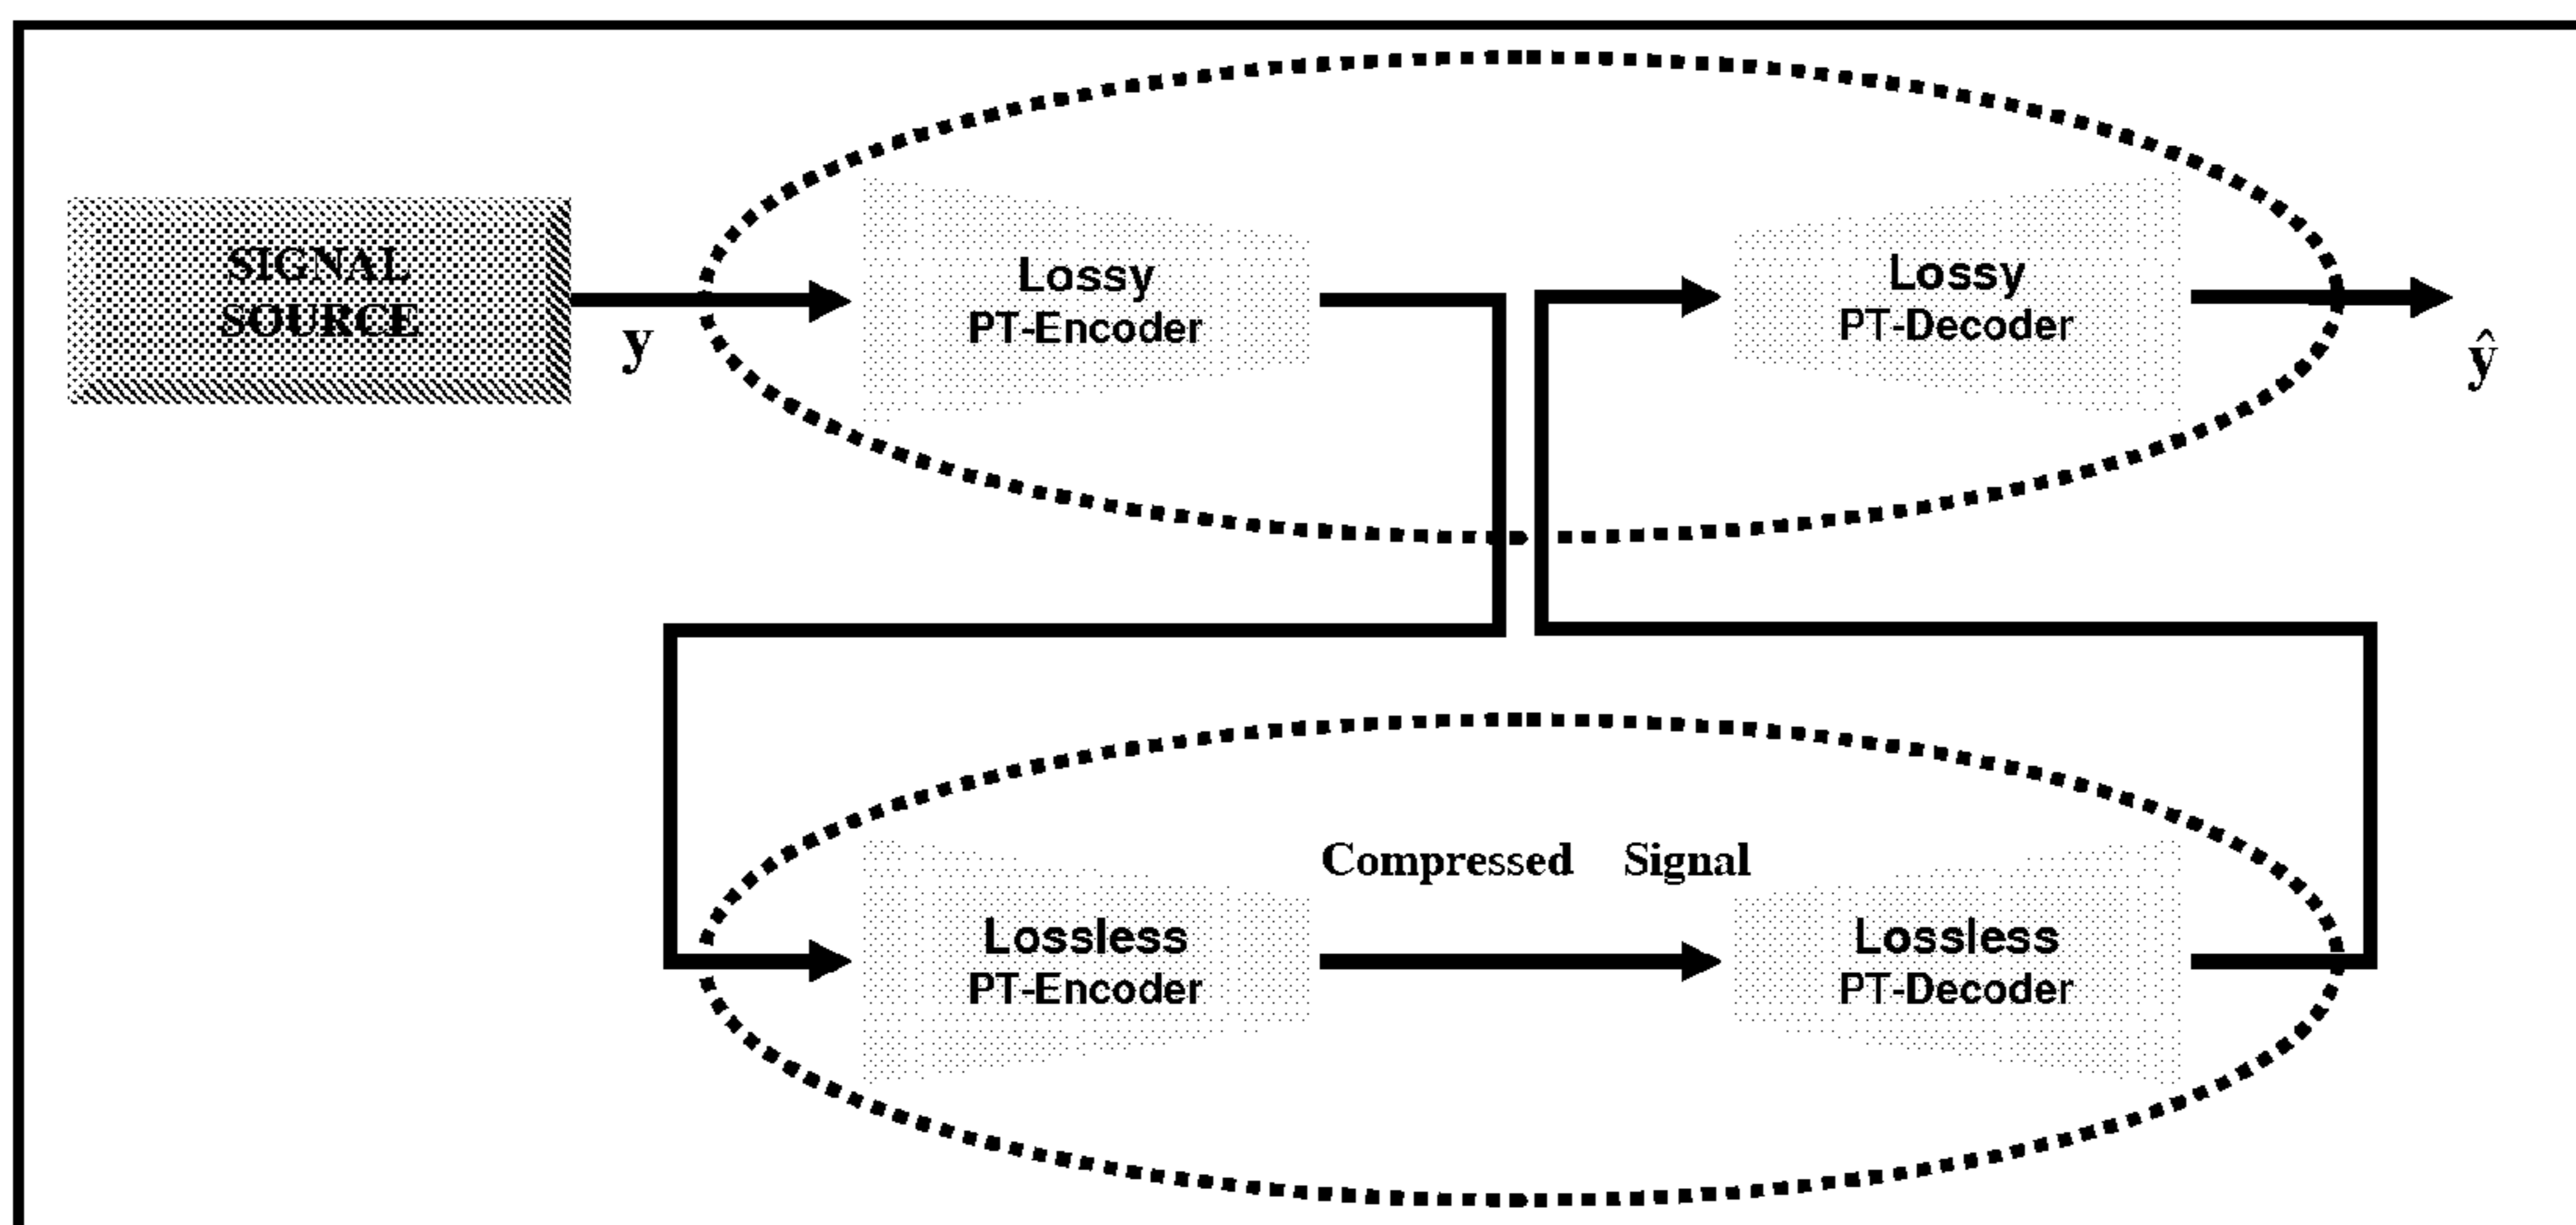 SIGNAL
SOURCE
y
Lossy
PT-Encoder
Lossy
PT-Decoder
ŷ
Compressed Signal
Lossless
PT-Encoder
Lossless
PT-Decoder